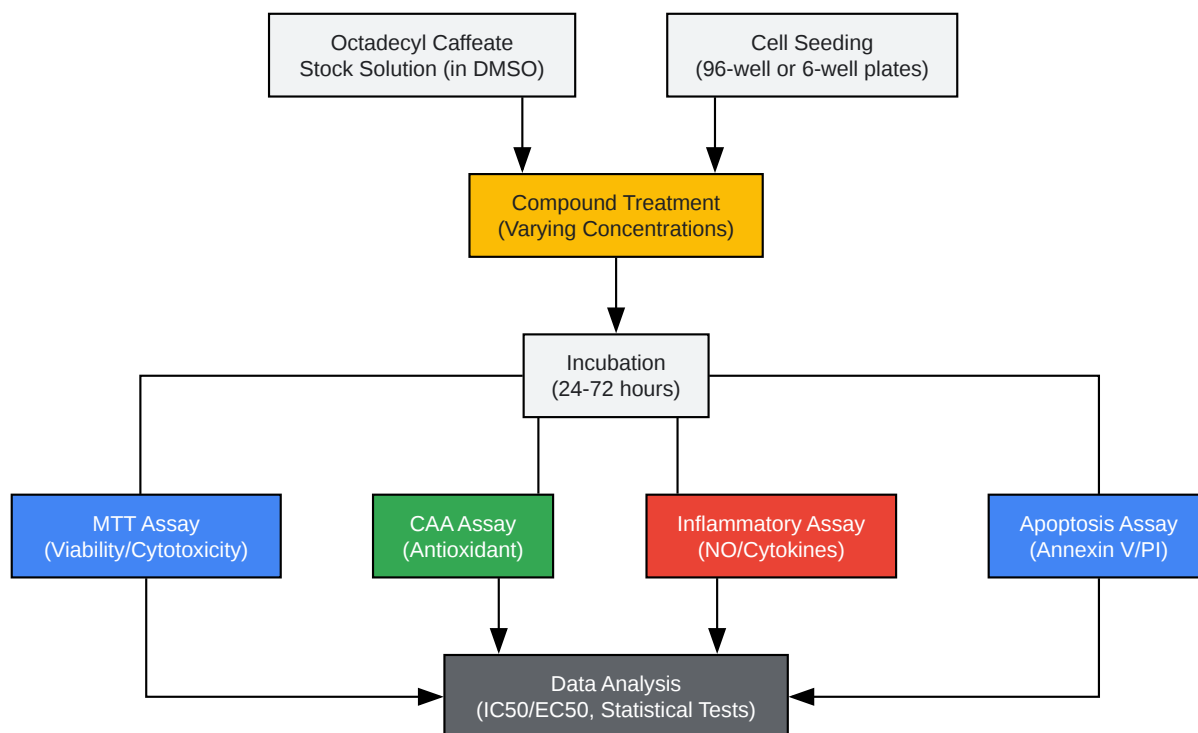 Octadecyl Caffeate
Stock Solution (in DMSO)
Cell Seeding
(96-well or 6-well plates)
Compound Treatment
(Varying Concentrations)
Incubation
(24-72 hours)
MTT Assay
(Viability/Cytotoxicity)
CAA Assay
(Antioxidant)
Inflammatory Assay
(NO/Cytokines)
Apoptosis Assay
(Annexin V/PI)
Data Analysis
(IC50/EC50, Statistical Tests)